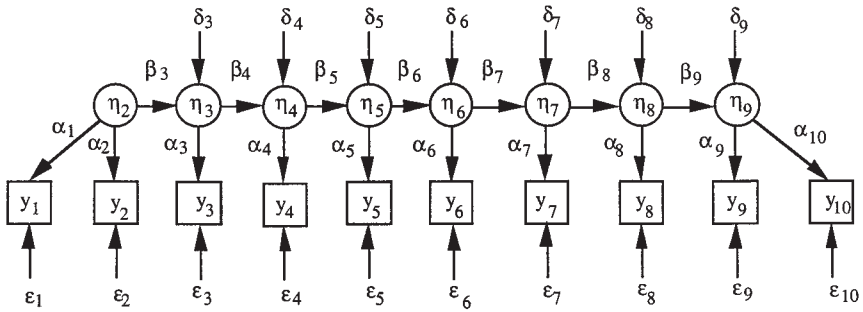 δ3 δ4 δ5 δ6 δ7 δ8 δ9
β3 β4 β5 β6 β7 β8 β9
η2 η3 η4 η5 η6 η7 η8 η9
α1 α2 α3 α4 α5 α6 α7 α8 α9 α10
y1 y2 y3 y4 y5 y6 y7 y8 y9 y10
ε1 ε2 ε3 ε4 ε5 ε6 ε7 ε8 ε9 ε10